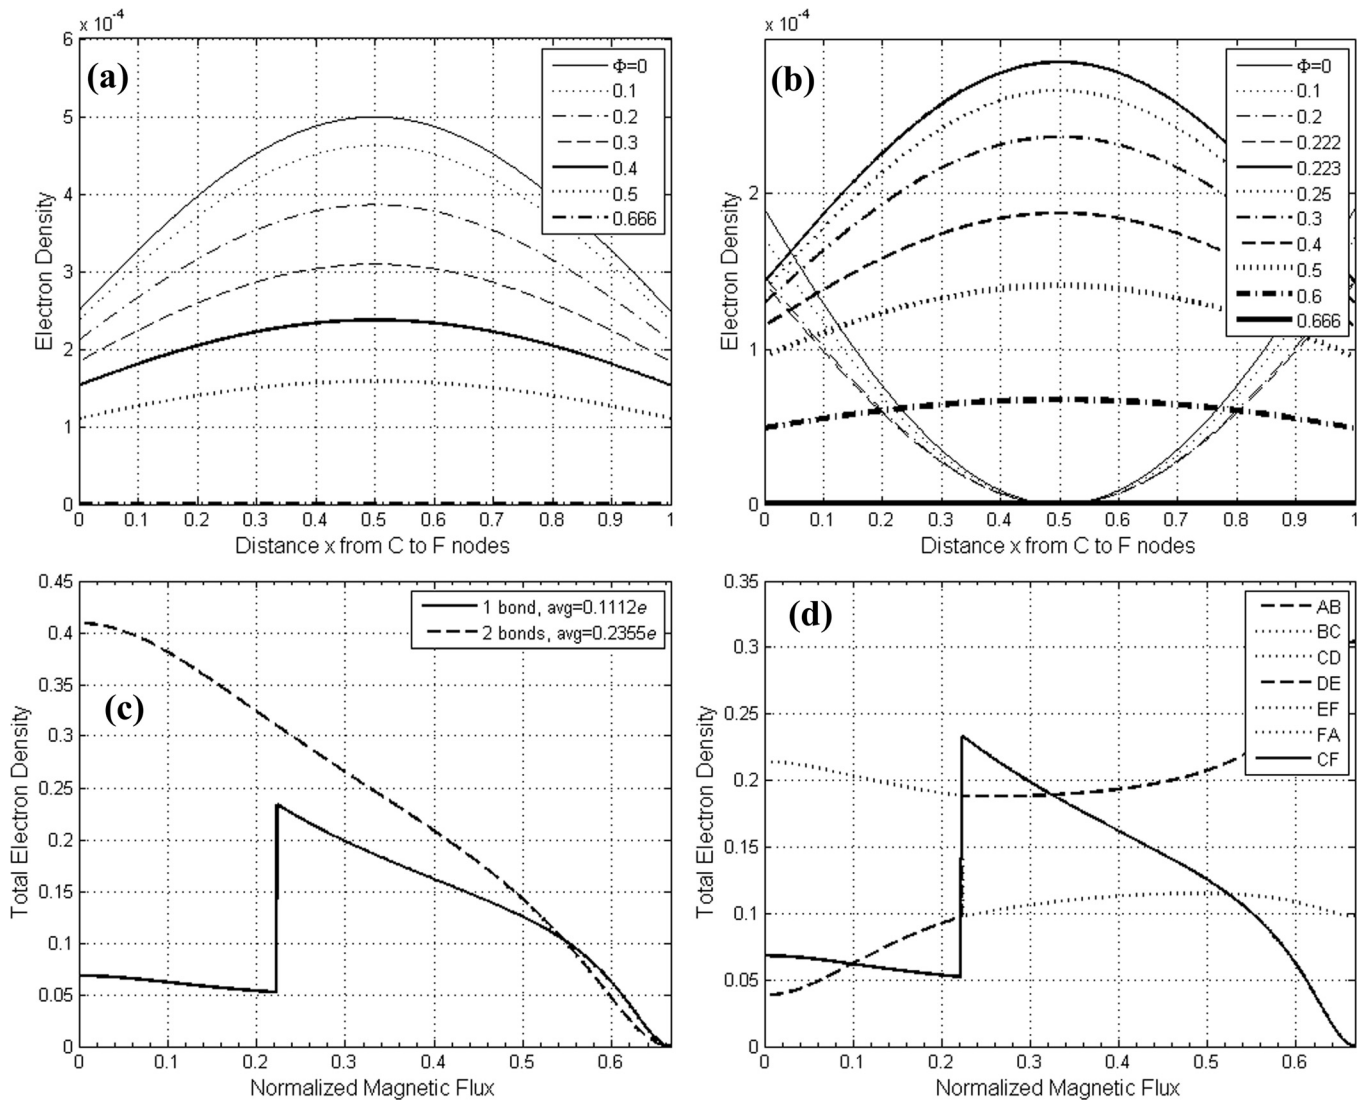 x 10⁻⁴
(a)
Φ=0
0.1
0.2
0.3
0.4
0.5
0.666
6
5
4
3
2
1
0
Electron Density
0 0.1 0.2 0.3 0.4 0.5 0.6 0.7 0.8 0.9 1
Distance x from C to F nodes
x 10⁻⁴
(b)
Φ=0
0.1
0.2
0.222
0.223
0.25
0.3
0.4
0.5
0.6
0.666
2
1
0
Electron Density
0 0.1 0.2 0.3 0.4 0.5 0.6 0.7 0.8 0.9 1
Distance x from C to F nodes
(c)
1 bond, avg=0.1112e
2 bonds, avg=0.2355e
0.45
0.4
0.35
0.3
0.25
0.2
0.15
0.1
0.05
0
Total Electron Density
0 0.1 0.2 0.3 0.4 0.5 0.6
Normalized Magnetic Flux
(d)
AB
BC
CD
DE
EF
FA
CF
0.35
0.3
0.25
0.2
0.15
0.1
0.05
0
Total Electron Density
0 0.1 0.2 0.3 0.4 0.5 0.6
Normalized Magnetic Flux